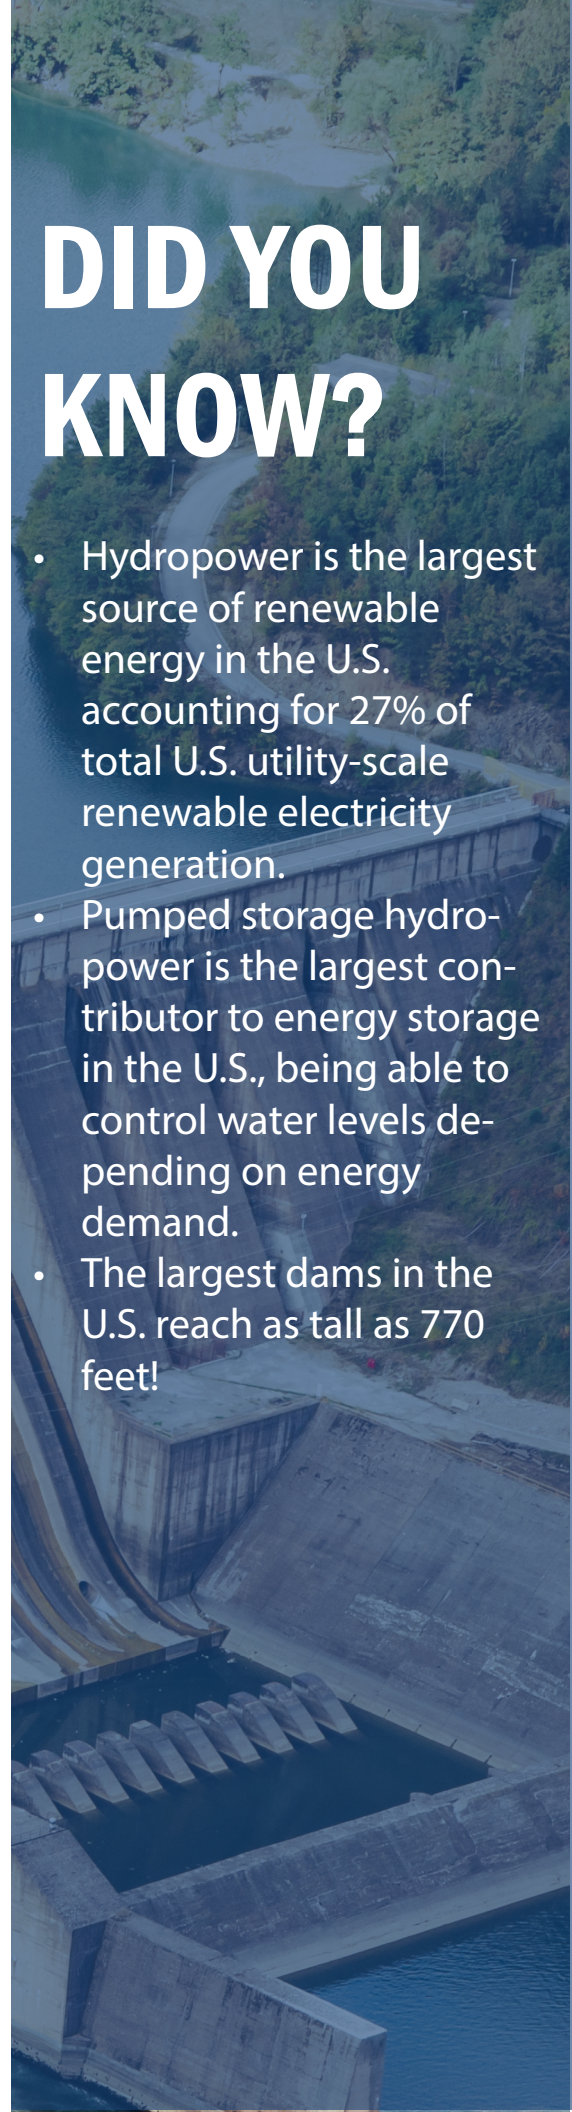 DID YOU
KNOW?
• Hydropower is the largest
source of renewable
energy in the U.S.
accounting for 27% of
total U.S. utility-scale
renewable electricity
generation.
• Pumped storage hydro-
power is the largest con-
tributor to energy storage
in the U.S., being able to
control water levels de-
pending on energy
demand.
• The largest dams in the
U.S. reach as tall as 770
feet!